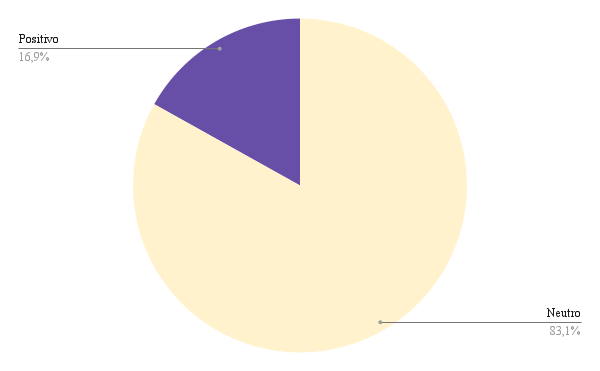 Positivo
16,9%
Neutro
83,1%